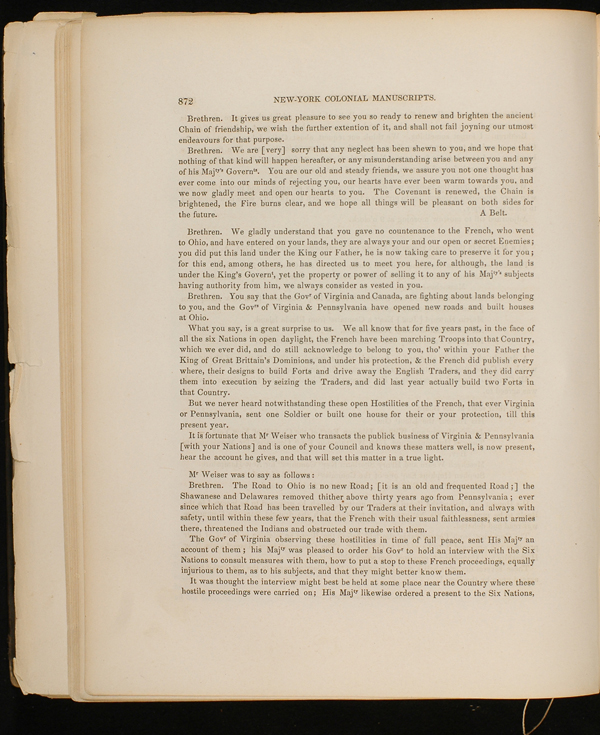 872 NEW-YORK COLONIAL MANUSCRIPTS.
Brethren. It gives us great pleasure to see you so ready to renew and brighten the ancient
Chain of friendship, we wish the further extention of it, and shall not fail joyning our utmost
endeavours for that purpose.
Brethren. We are [very] sorry that any neglect has been shewn to you, and we hope that
nothing of that kind will happen hereafter, or any misunderstanding arise between you and any
of his Majty's Governts. You are our old and steady friends, we assure you not one thought has
ever come into our minds of rejecting you, our hearts have ever been warm towards you, and
we now gladly meet and open our hearts to you. The Covenant is renewed, the Chain is
brightened, the Fire burns clear, and we hope all things will be pleasant on both sides for
the future. A Belt.
Brethren. We gladly understand that you gave no countenance to the French, who went
to Ohio, and have entered on your lands, they are always your and our open or secret Enemies;
you did put this land under the King our Father, he is now taking care to preserve it for you;
for this end, among others, he has directed us to meet you here, for although, the land is
under the King's Governt, yet the property or power of selling it to any of his Majty's subjects
having authority from him, we always consider as vested in you.
Brethren. You say that the Govr of Virginia and Canada, are fighting about lands belonging
to you, and the Govrs of Virginia & Pennsylvania have opened new roads and built houses
at Ohio.
What you say, is a great surprise to us. We all know that for five years past, in the face of
all the six Nations in open daylight, the French have been marching Troops into that Country,
which we ever did, and do still acknowledge to belong to you, tho' within your Father the
King of Great Brittain's Dominions, and under his protection, & the French did publish every
where, their designs to build Forts and drive away the English Traders, and they did carry
them into execution by seizing the Traders, and did last year actually build two Forts in
that Country.
But we never heard notwithstanding these open Hostilities of the French, that ever Virginia
or Pennsylvania, sent one Soldier or built one house for their or your protection, till this
present year.
It is fortunate that Mr Weiser who transacts the publick business of Virginia & Pennsylvania
[with your Nations] and is one of your Council and knows these matters well, is now present,
hear the account he gives, and that will set this matter in a true light.
Mr Weiser was to say as follows:
Brethren. The Road to Ohio is no new Road; [it is an old and frequented Road;] the
Shawanese and Delawares removed thither above thirty years ago from Pennsylvania; ever
since which that Road has been travelled by our Traders at their invitation, and always with
safety, until within these few years, that the French with their usual faithlessness, sent armies
there, threatened the Indians and obstructed our trade with them.
The Govr of Virginia observing these hostilities in time of full peace, sent His Majty an
account of them; his Majty was pleased to order his Govr to hold an interview with the Six
Nations to consult measures with them, how to put a stop to these French proceedings, equally
injurious to them, as to his subjects, and that they might better know them.
It was thought the interview might best be held at some place near the Country where these
hostile proceedings were carried on; His Majty likewise ordered a present to the Six Nations,